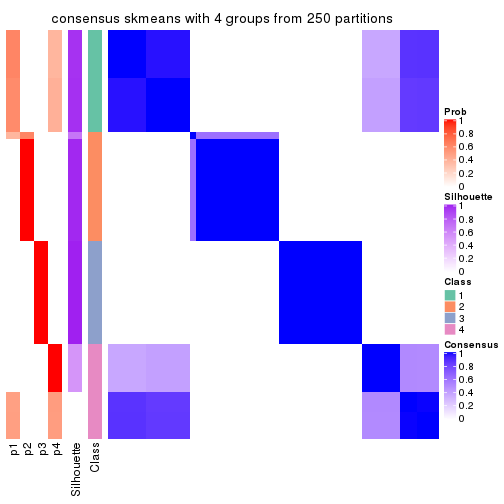 consensus skmeans with 4 groups from 250 partitions
Prob
1
0.8
0.6
0.4
0.2
0
Silhouette
1
0.8
0.6
0.4
0.2
0
Class
1
2
3
4
Consensus
1
0.8
0.6
0.4
0.2
0
p1
p2
p3
p4
Silhouette
Class